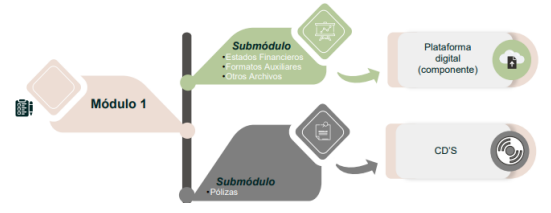 Submódulo
•Estados Financieros
•Formatos Auxiliares
•Otros Archivos
Plataforma
digital
(componente)
Módulo 1
CD'S
Submódulo
•Pólizas